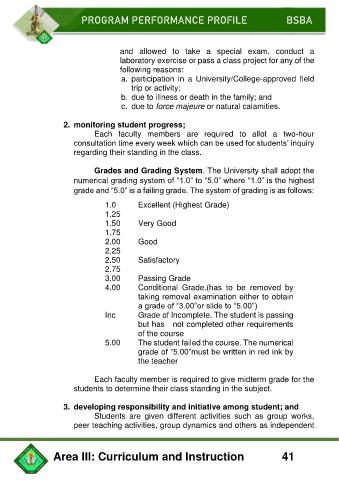 PROGRAM PERFORMANCE PROFILE BSBA
and allowed to take a special exam, conduct a
laboratory exercise or pass a class project for any of the
following reasons:
a. participation in a University/College-approved field
trip or activity;
b. due to illness or death in the family; and
c. due to force majeure or natural calamities.
2. monitoring student progress;
Each faculty members are required to allot a two-hour
consultation time every week which can be used for students' inquiry
regarding their standing in the class.
Grades and Grading System. The University shall adopt the
numerical grading system of "1.0" to "5.0" where "1.0" is the highest
grade and "5.0" is a failing grade. The system of grading is as follows:
1.0 Excellent (Highest Grade)
1.25
1.50 Very Good
1.75
2.00 Good
2.25
2.50 Satisfactory
2.75
3.00 Passing Grade
4.00 Conditional Grade.(has to be removed by
taking removal examination either to obtain
a grade of "3.00"or slide to "5.00")
Inc Grade of Incomplete. The student is passing
but has not completed other requirements
of the course
5.00 The student failed the course. The numerical
grade of "5.00"must be written in red ink by
the teacher
Each faculty member is required to give midterm grade for the
students to determine their class standing in the subject.
3. developing responsibility and initiative among student; and
Students are given different activities such as group works,
peer teaching activities, group dynamics and others as independent
Area III: Curriculum and Instruction 41